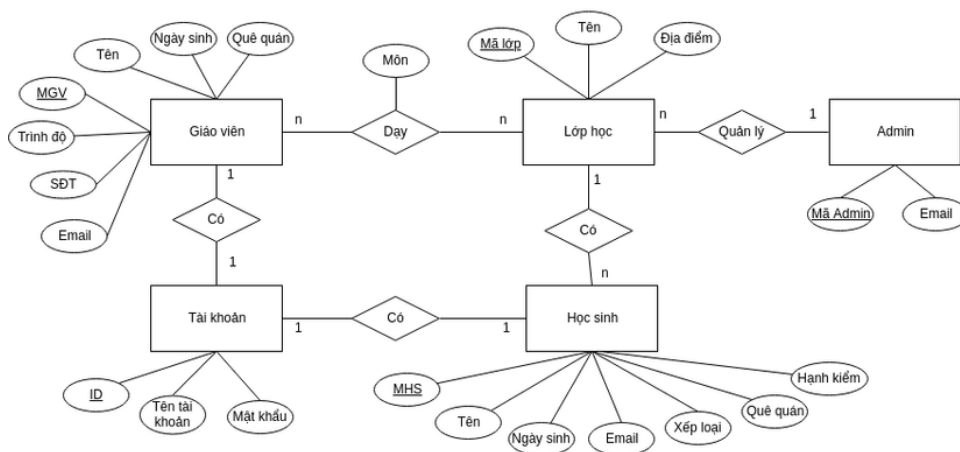 Ngày sinh
Quê quán
Tên
MGV
Trình độ
SĐT
Email
Giáo viên
n
Môn
Dạy
n
Mã lớp
Tên
Địa điểm
Lớp học
n
Quản lý
1
Admin
Mã Admin
Email
1
Có
1
1
Có
n
Tài khoản
1
Có
1
Học sinh
ID
Tên tài
khoản
Mật khẩu
MHS
Tên
Ngày sinh
Email
Xếp loại
Quê quán
Hạnh kiểm